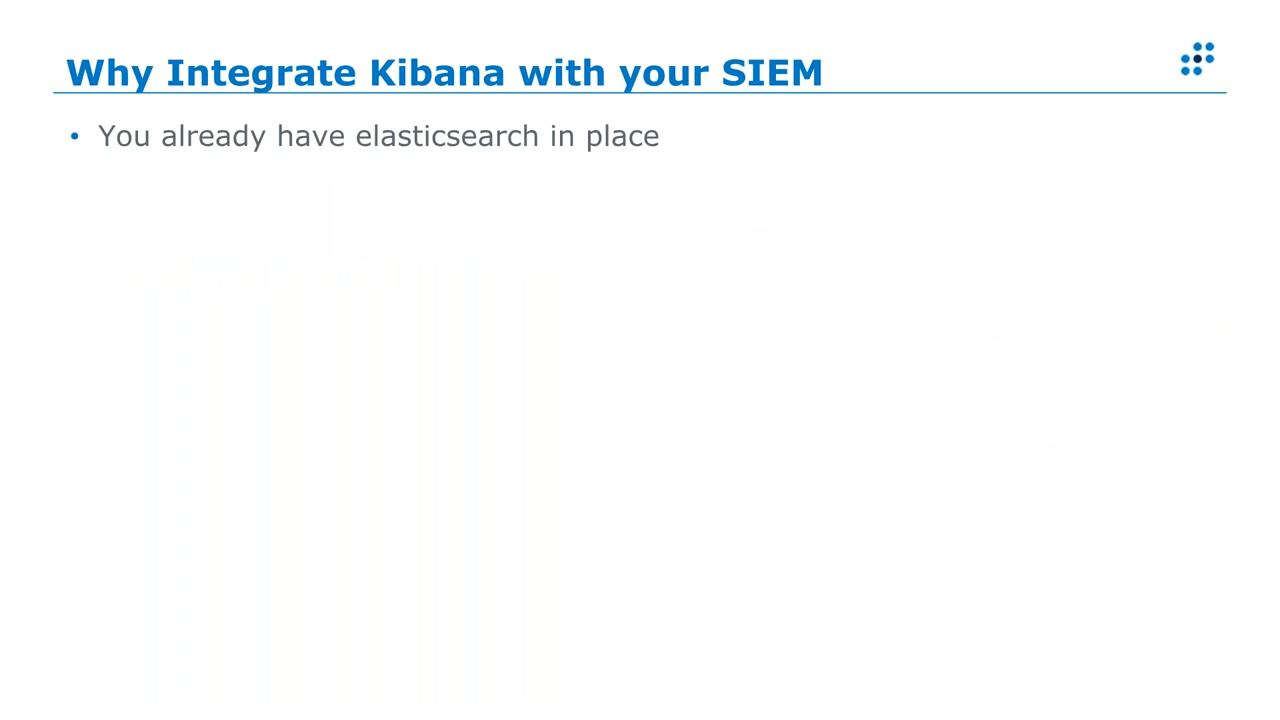 Why Integrate Kibana with your SIEM
• You already have elasticsearch in place